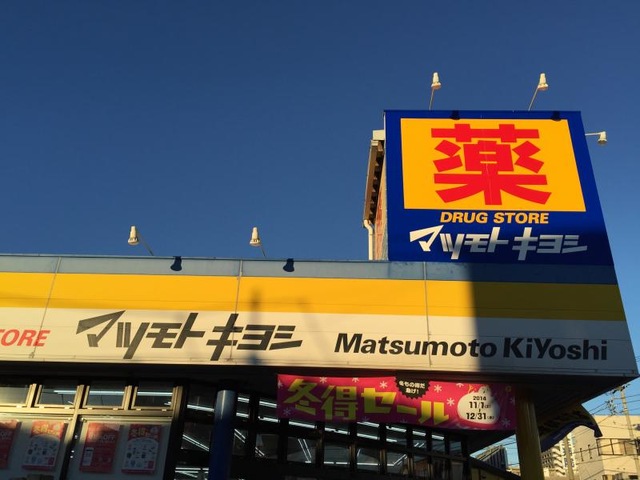 薬
DRUG STORE
マツモトキヨシ
STORE
マツモトキヨシ
Matsumoto KiYoshi
冬得セール
2014
11/1
12/31